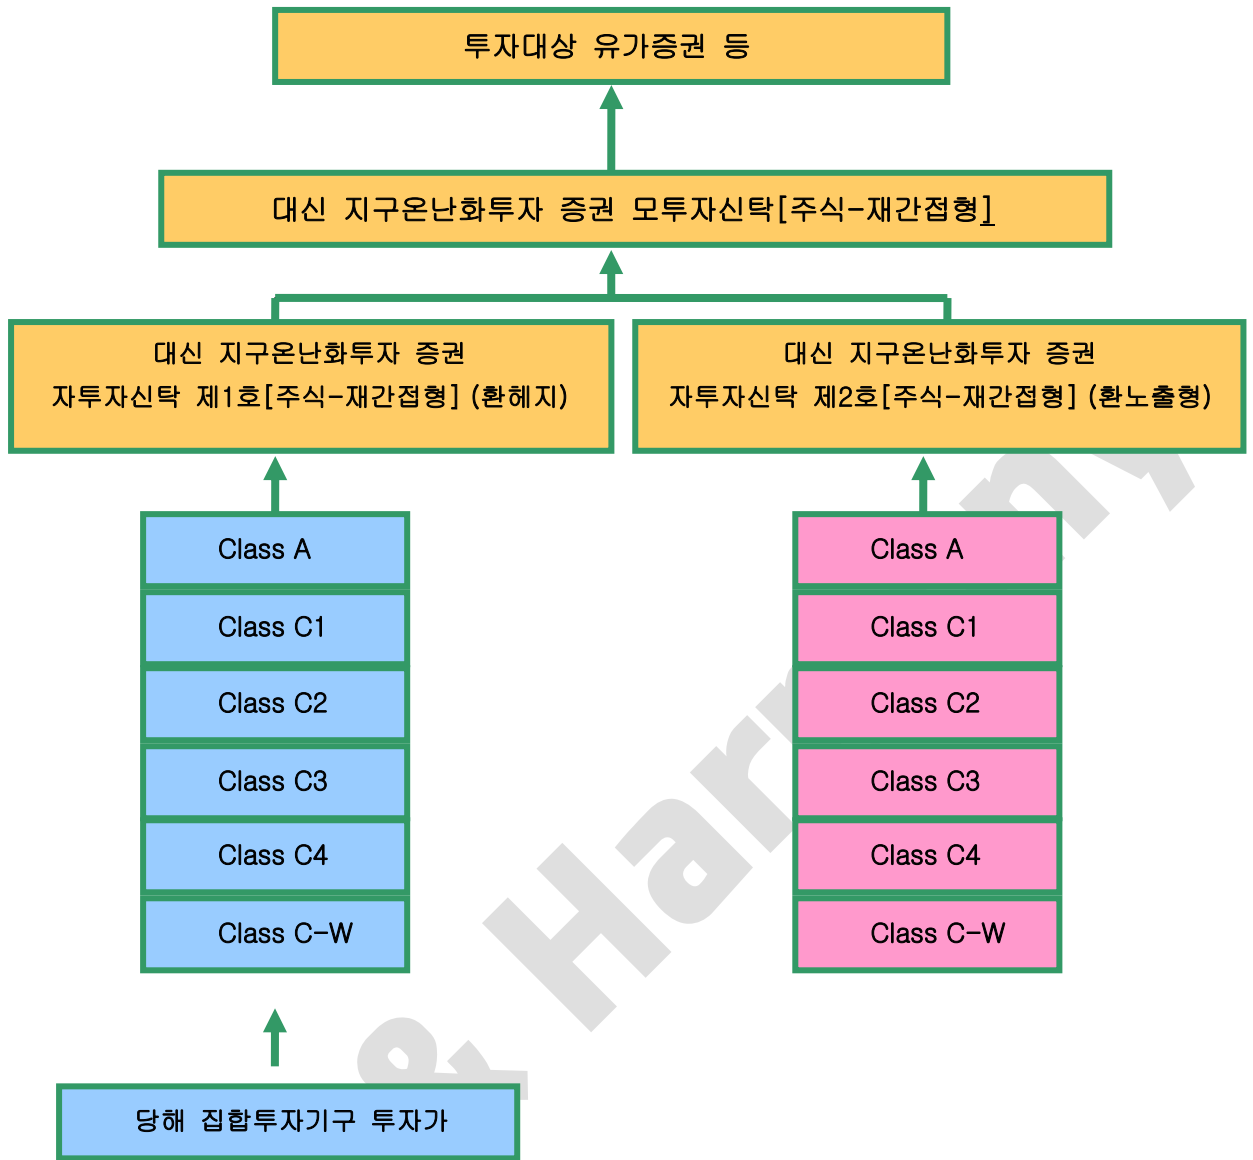 투자대상 유가증권 등
대신 지구온난화투자 증권 모투자신탁[주식-재간접형]
대신 지구온난화투자 증권
자투자신탁 제1호[주식-재간접형] (환헤지)
대신 지구온난화투자 증권
자투자신탁 제2호[주식-재간접형] (환노출형)
Class A
Class C1
Class C2
Class C3
Class C4
Class C-W
Class A
Class C1
Class C2
Class C3
Class C4
Class C-W
당해 집합투자기구 투자가